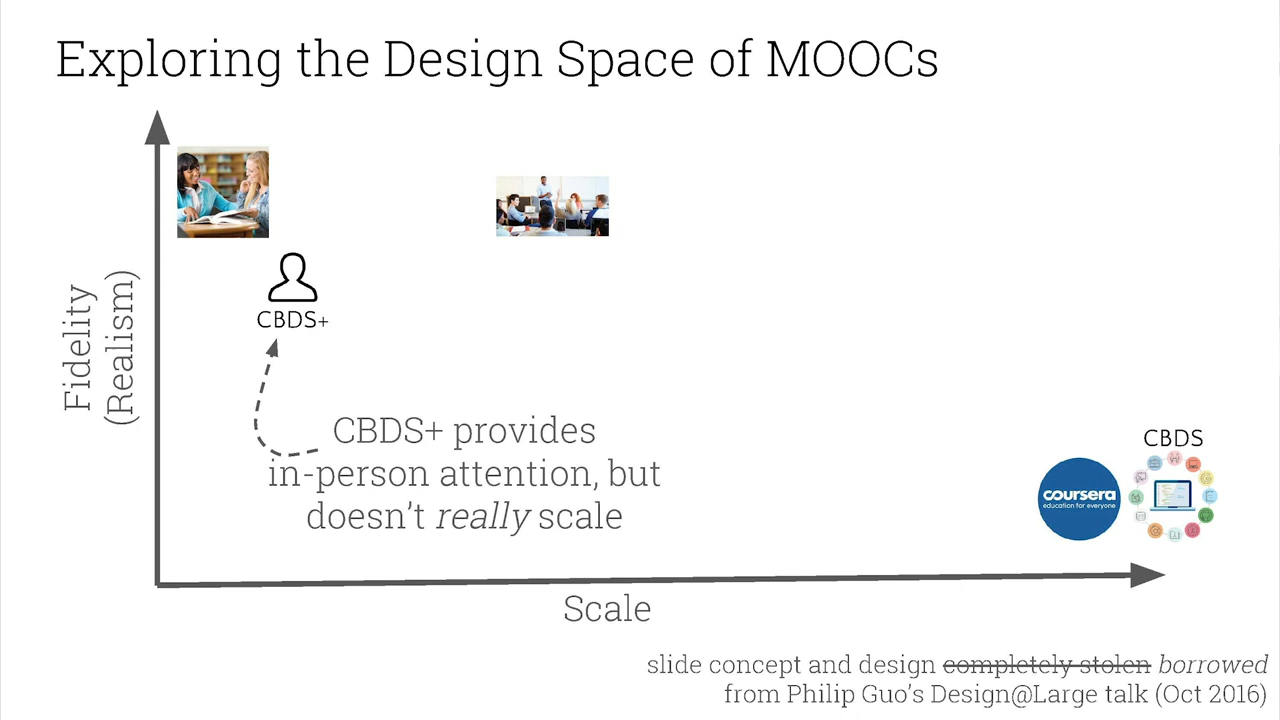 Exploring the Design Space of MOOCs
Fidelity
(Realism)
CBDS+
CBDS+ provides
in-person attention, but
doesn't really scale
CBDS
coursera
education for everyone
Scale
slide concept and design completely stolen borrowed
from Philip Guo's Design@Large talk (Oct 2016)